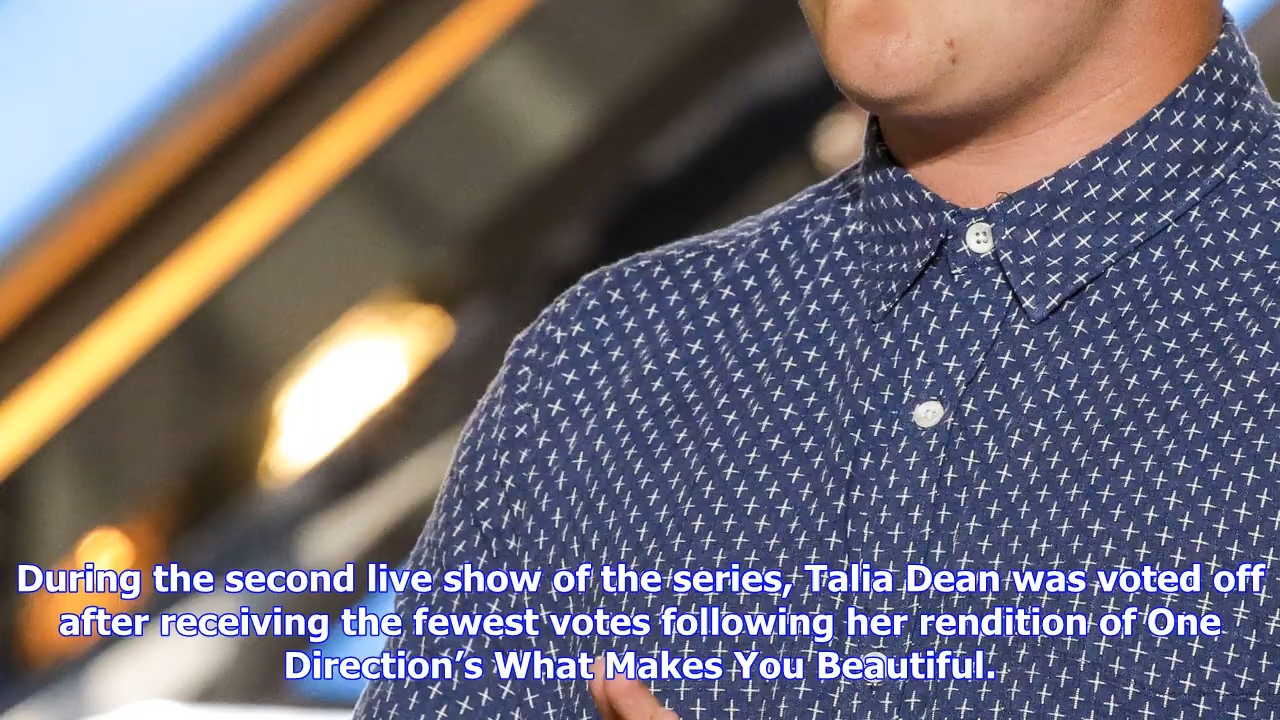 During the second live show of the series, Talia Dean was voted off
after receiving the fewest votes following her rendition of One
Direction’s What Makes You Beautiful.